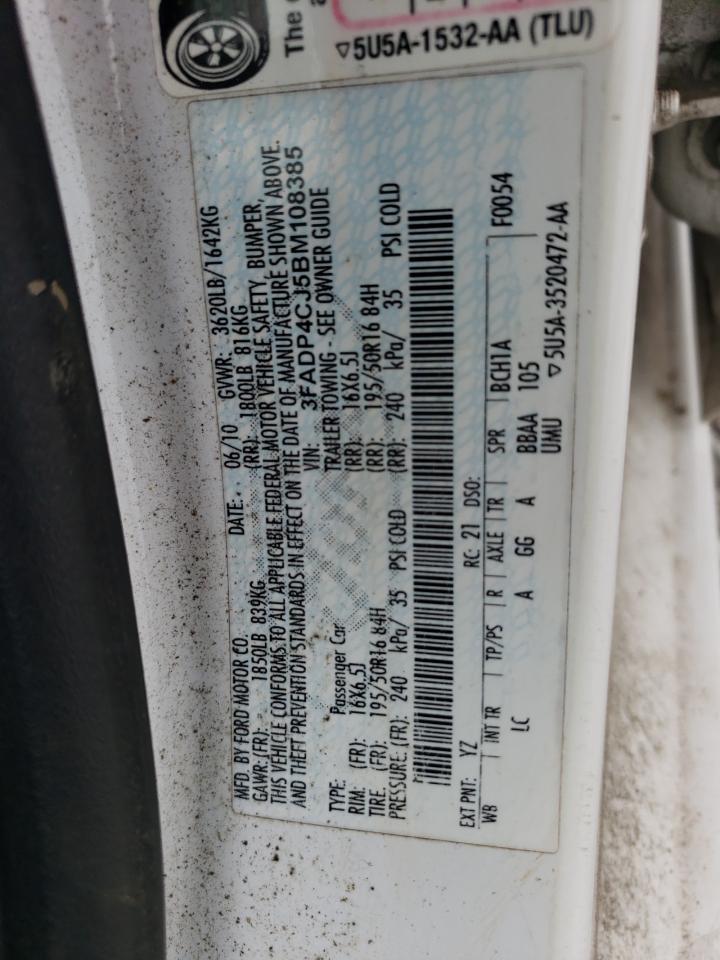 The
▽5U5A-1532-AA (TLU)
MFD. BY FORD MOTOR CO.
DATE: 06/10 GVWR: 3620LB/1642KG
GAWR: (FR): 1850LB 839KG (RR): 1800LB 816KG
THIS VEHICLE CONFORMS TO ALL APPLICABLE FEDERAL MOTOR VEHICLE SAFETY, BUMPER,
AND THEFT PREVENTION STANDARDS IN EFFECT ON THE DATE OF MANUFACTURE SHOWN ABOVE.
VIN: 3FADP4CJ5BM108385
TYPE: Passenger Car TRAILER TOWING - SEE OWNER GUIDE
RIM: (FR): 16X6.5J (RR): 16X6.5J
TIRE. (FR): 195/50R16 84H (RR): 195/50R16 84H
PRESSURE: (FR): 240 kPa/ 35 PSI COLD (RR): 240 kPa/ 35 PSI COLD
EXT PNT: YZ RC: 21 DSO: F0054
WB INT TR TP/PS R AXLE TR SPR BCH1A
LC A GG A BBAA 105
UMU ▽5U5A-3520472-AA